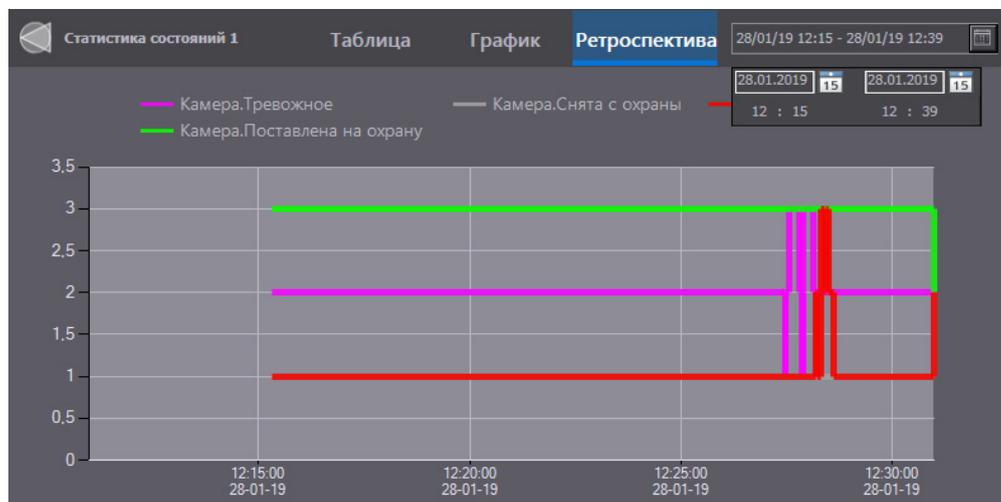 Статистика состояний 1
Таблица
График
Ретроспектива
28/01/19 12:15 - 28/01/19 12:39
28.01.2019 15 28.01.2019 15
12 : 15 12 : 39
Камера.Тревожное
Камера.Снята с охраны
Камера.Поставлена на охрану
3,5
3
2,5
2
1,5
1
0,5
0
12:15:00 12:20:00 12:25:00 12:30:00
28-01-19 28-01-19 28-01-19 28-01-19